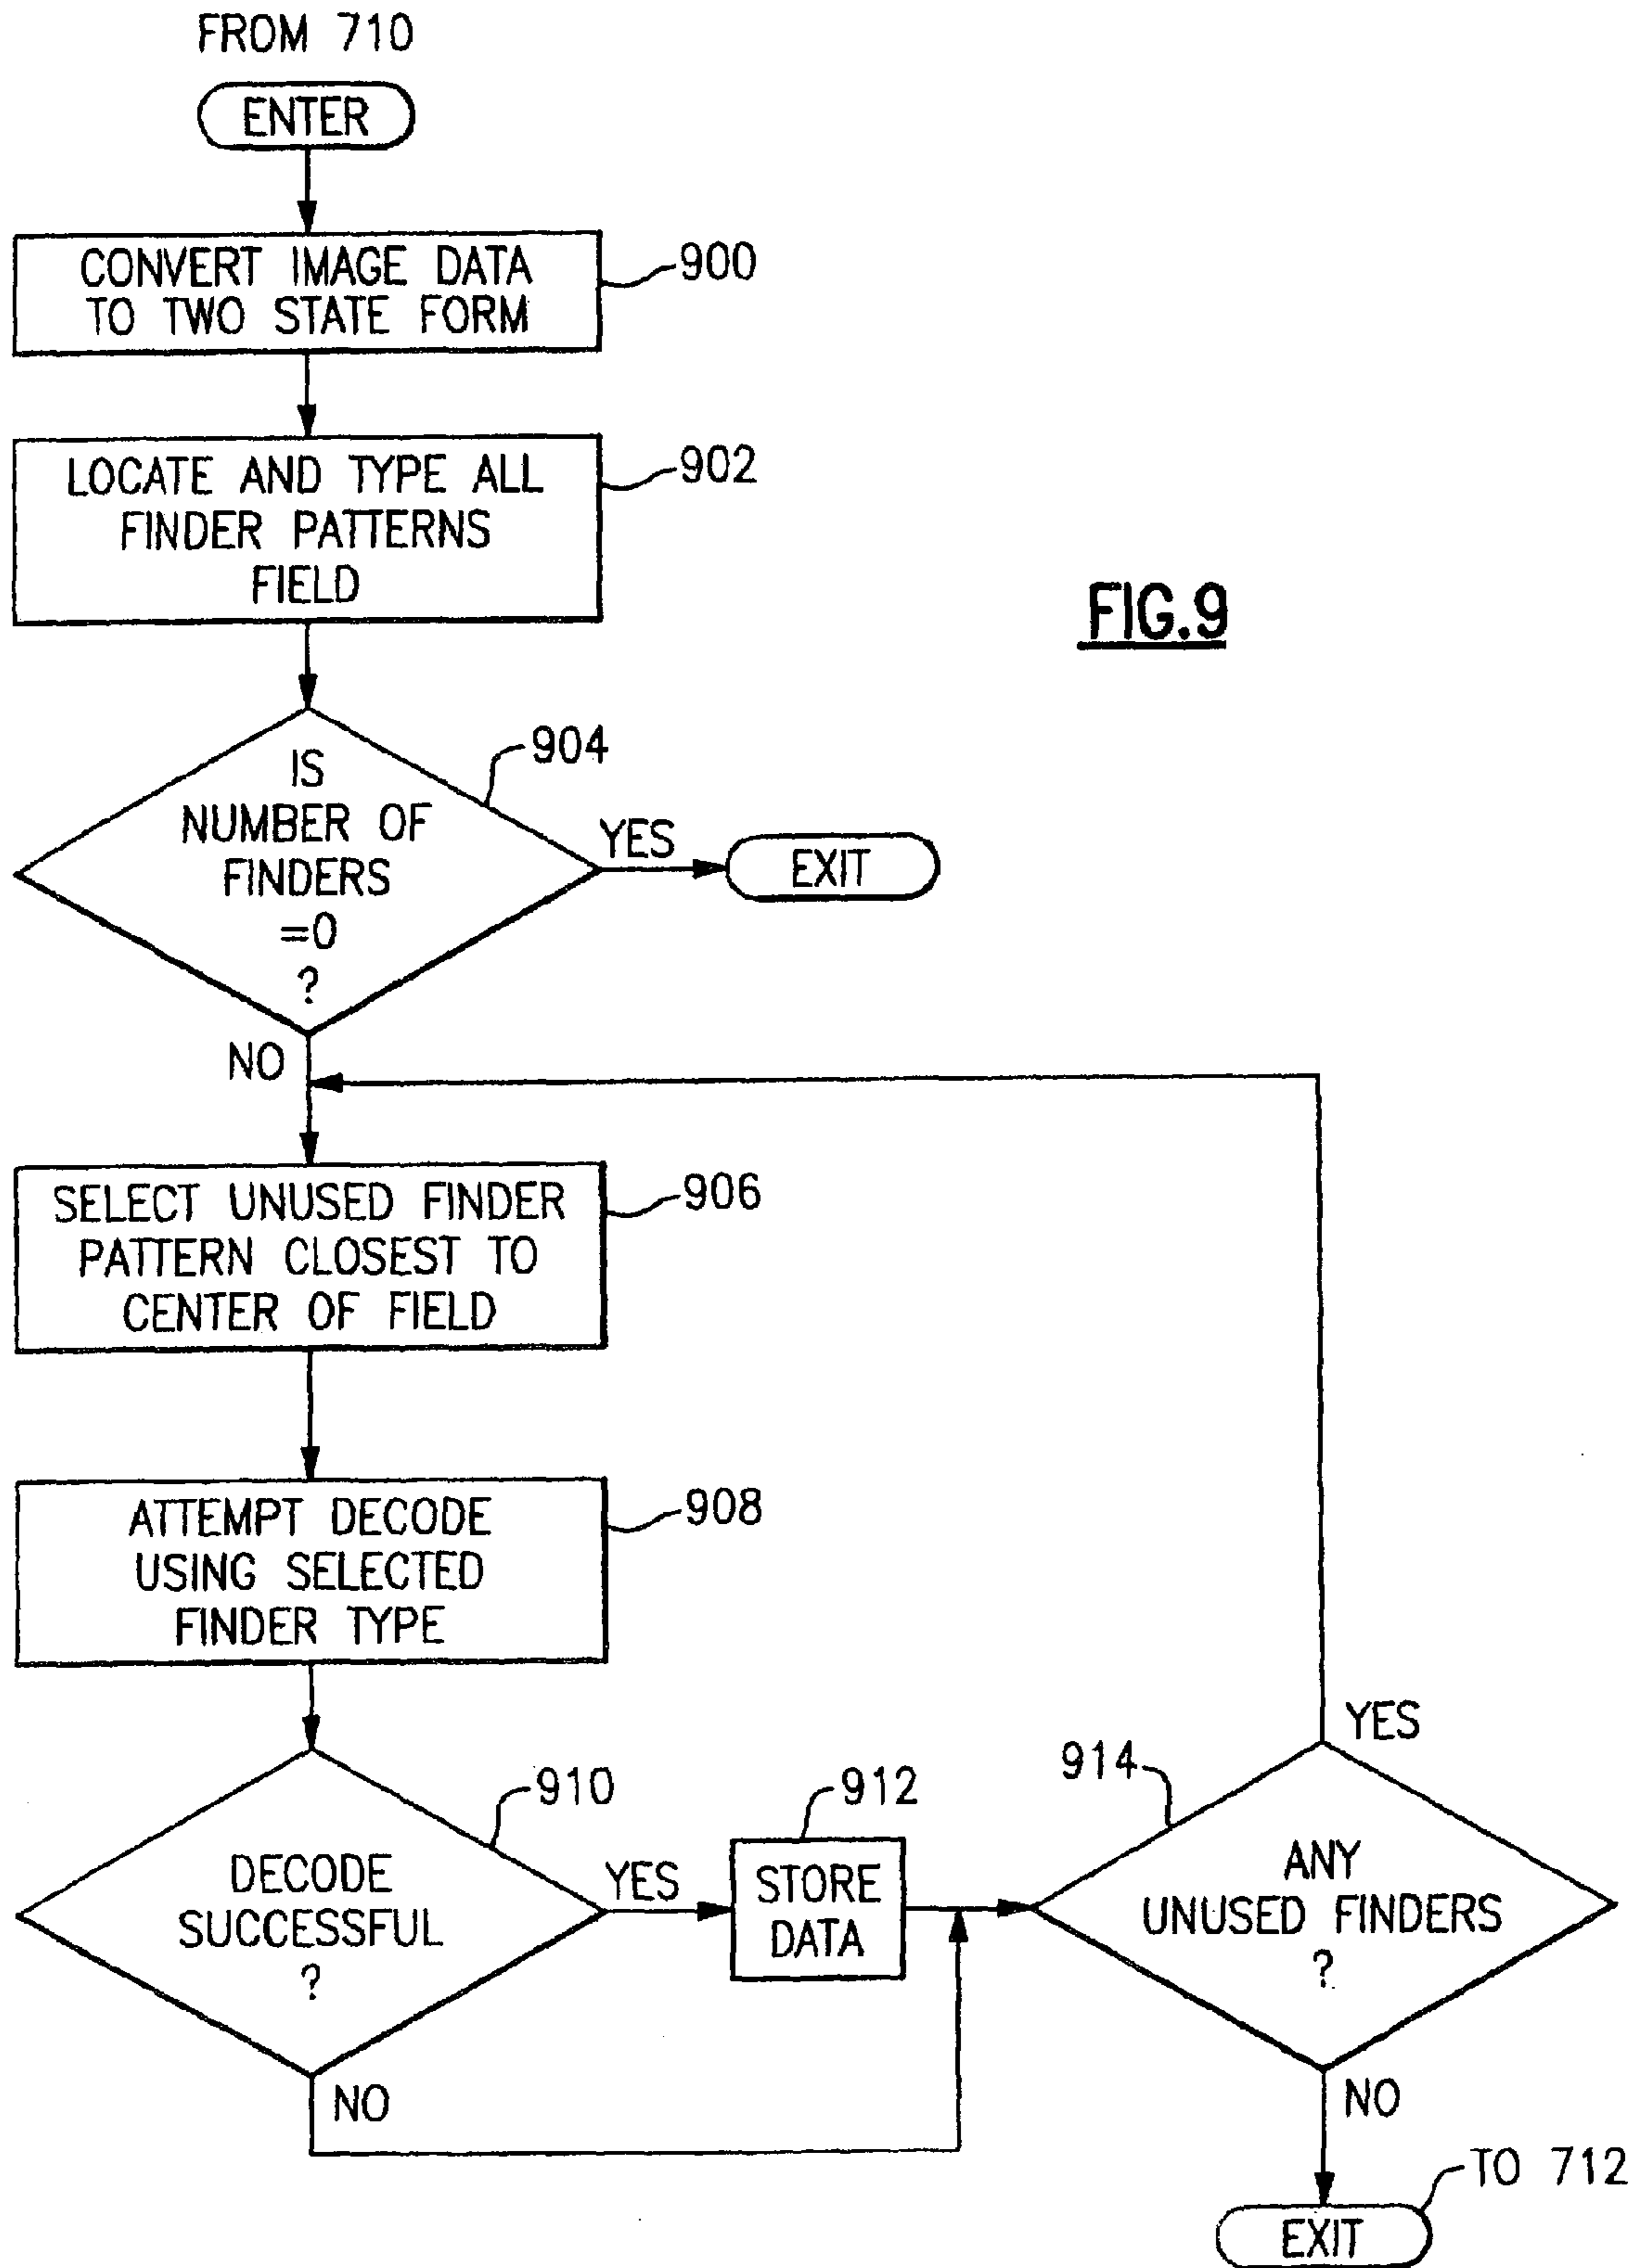 FROM 710
ENTER
CONVERT IMAGE DATA
TO TWO STATE FORM
900
LOCATE AND TYPE ALL
FINDER PATTERNS
FIELD
902
FIG.9
IS
NUMBER OF
FINDERS
=0
?
904
YES
EXIT
NO
SELECT UNUSED FINDER
PATTERN CLOSEST TO
CENTER OF FIELD
906
ATTEMPT DECODE
USING SELECTED
FINDER TYPE
908
DECODE
SUCCESSFUL
?
910
YES
NO
912
STORE
DATA
914
ANY
UNUSED FINDERS
?
YES
NO
TO 712
EXIT